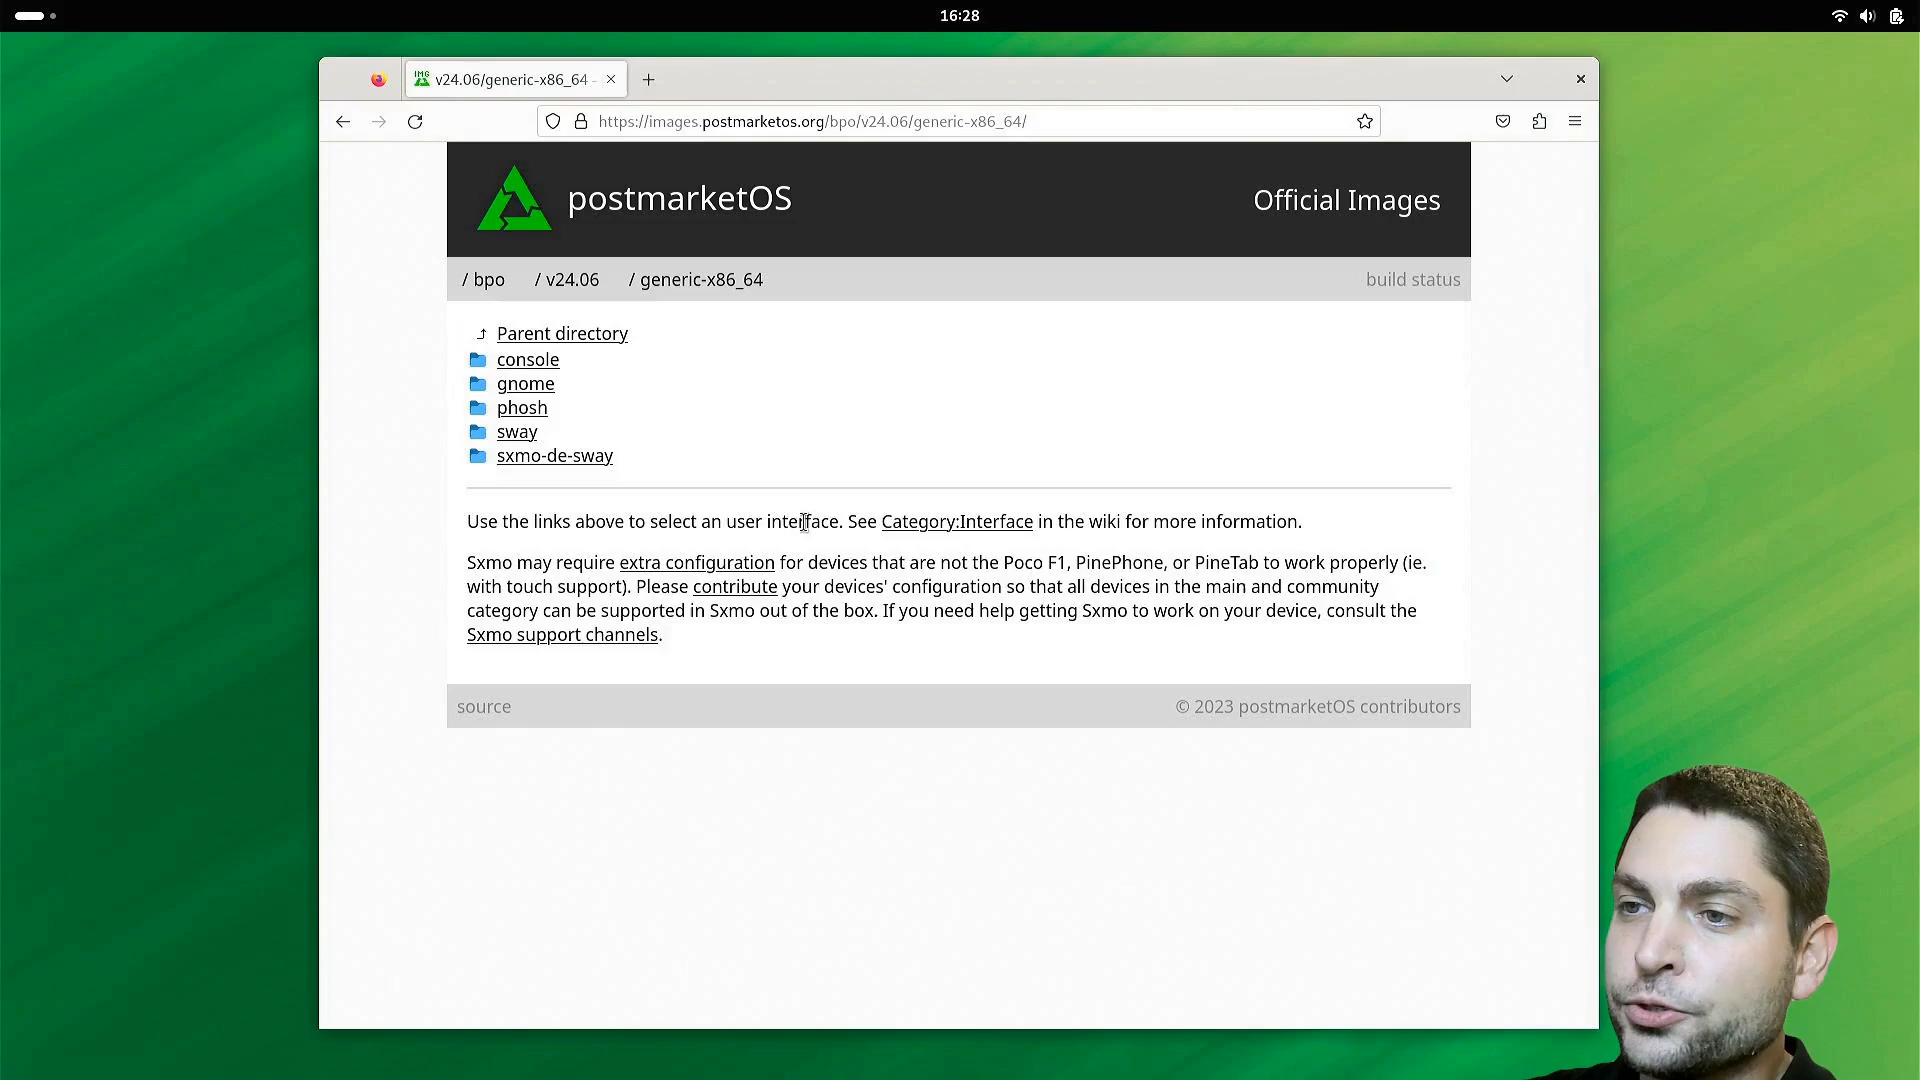 16:28
IMG v24.06/generic-x86_64 -
https://images.postmarketos.org/bpo/v24.06/generic-x86_64/
postmarketOS
Official Images
/ bpo / v24.06 / generic-x86_64
build status
Parent directory
console
gnome
phosh
sway
sxmo-de-sway
Use the links above to select an user interface. See Category:Interface in the wiki for more information.
Sxmo may require extra configuration for devices that are not the Poco F1, PinePhone, or PineTab to work properly (ie.
with touch support). Please contribute your devices' configuration so that all devices in the main and community
category can be supported in Sxmo out of the box. If you need help getting Sxmo to work on your device, consult the
Sxmo support channels.
source
© 2023 postmarketOS contributors